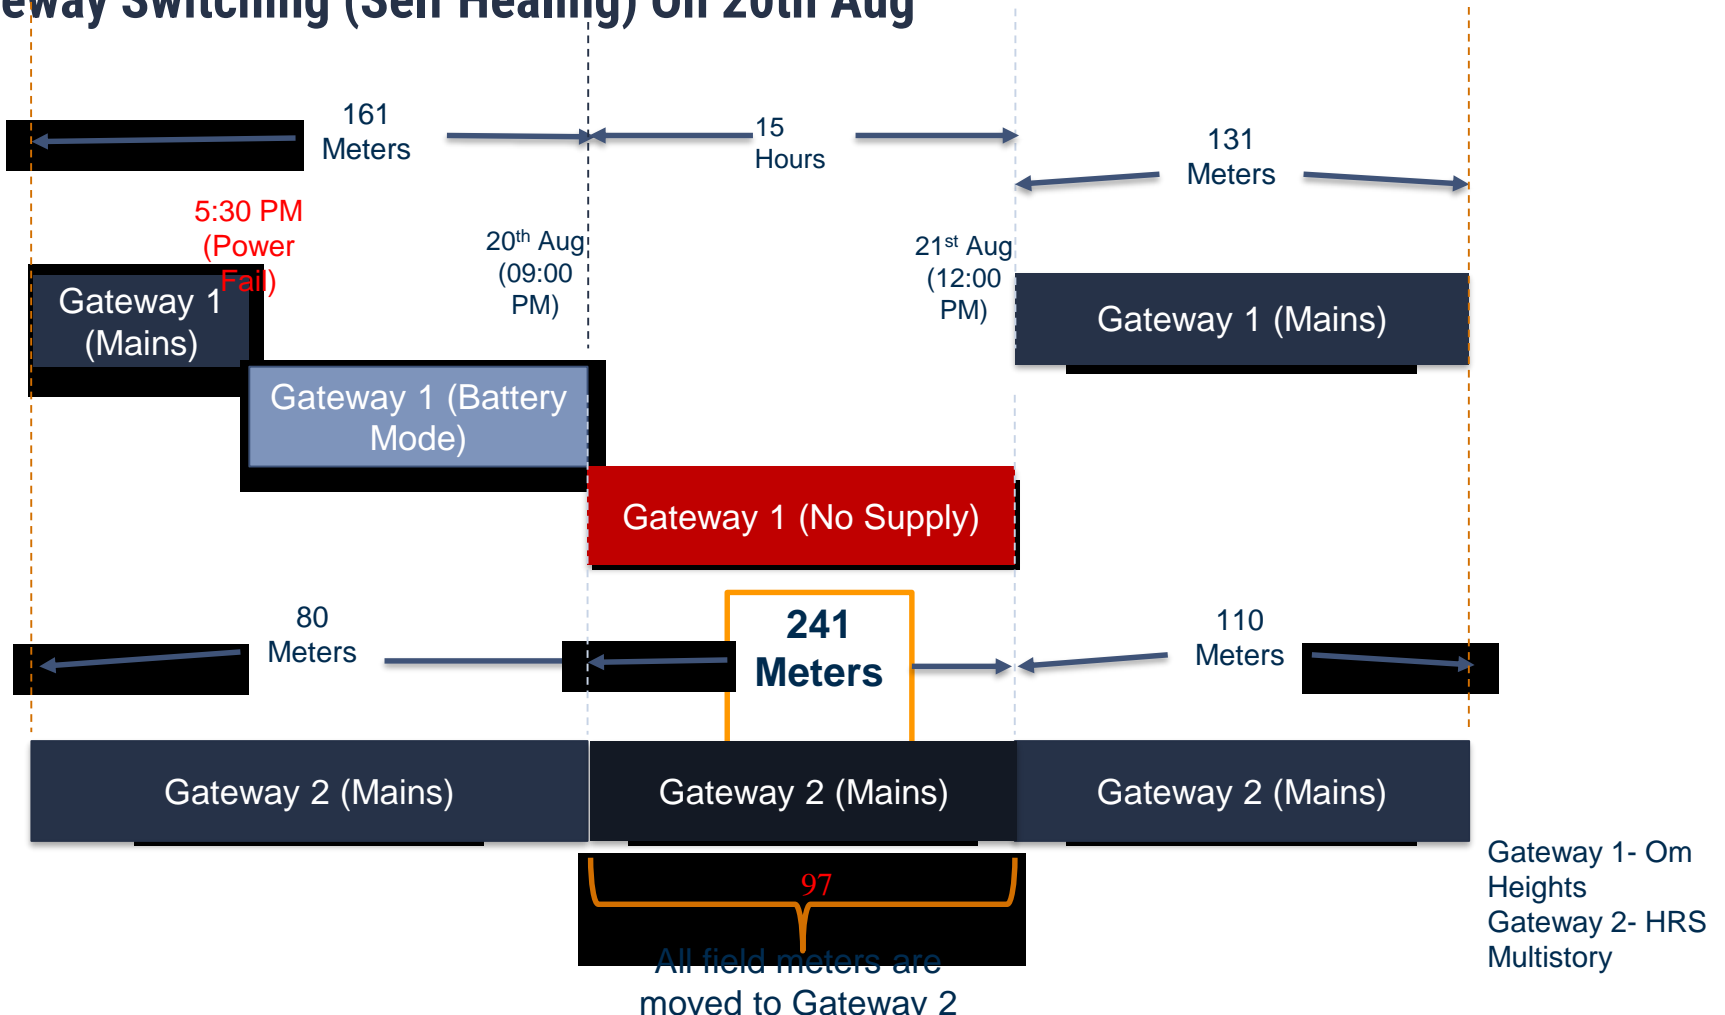 eway Switching (Self Healing) On 20th Aug
161
Meters
15
Hours
131
Meters
5:30 PM
(Power
Fail)
20th Aug
(09:00
PM)
21st Aug
(12:00
PM)
Gateway 1
(Mains)
Gateway 1 (Mains)
Gateway 1 (Battery
Mode)
Gateway 1 (No Supply)
80
Meters
241
Meters
110
Meters
Gateway 2 (Mains)
Gateway 2 (Mains)
Gateway 2 (Mains)
97
All field meters are
moved to Gateway 2
Gateway 1- Om
Heights
Gateway 2- HRS
Multistory